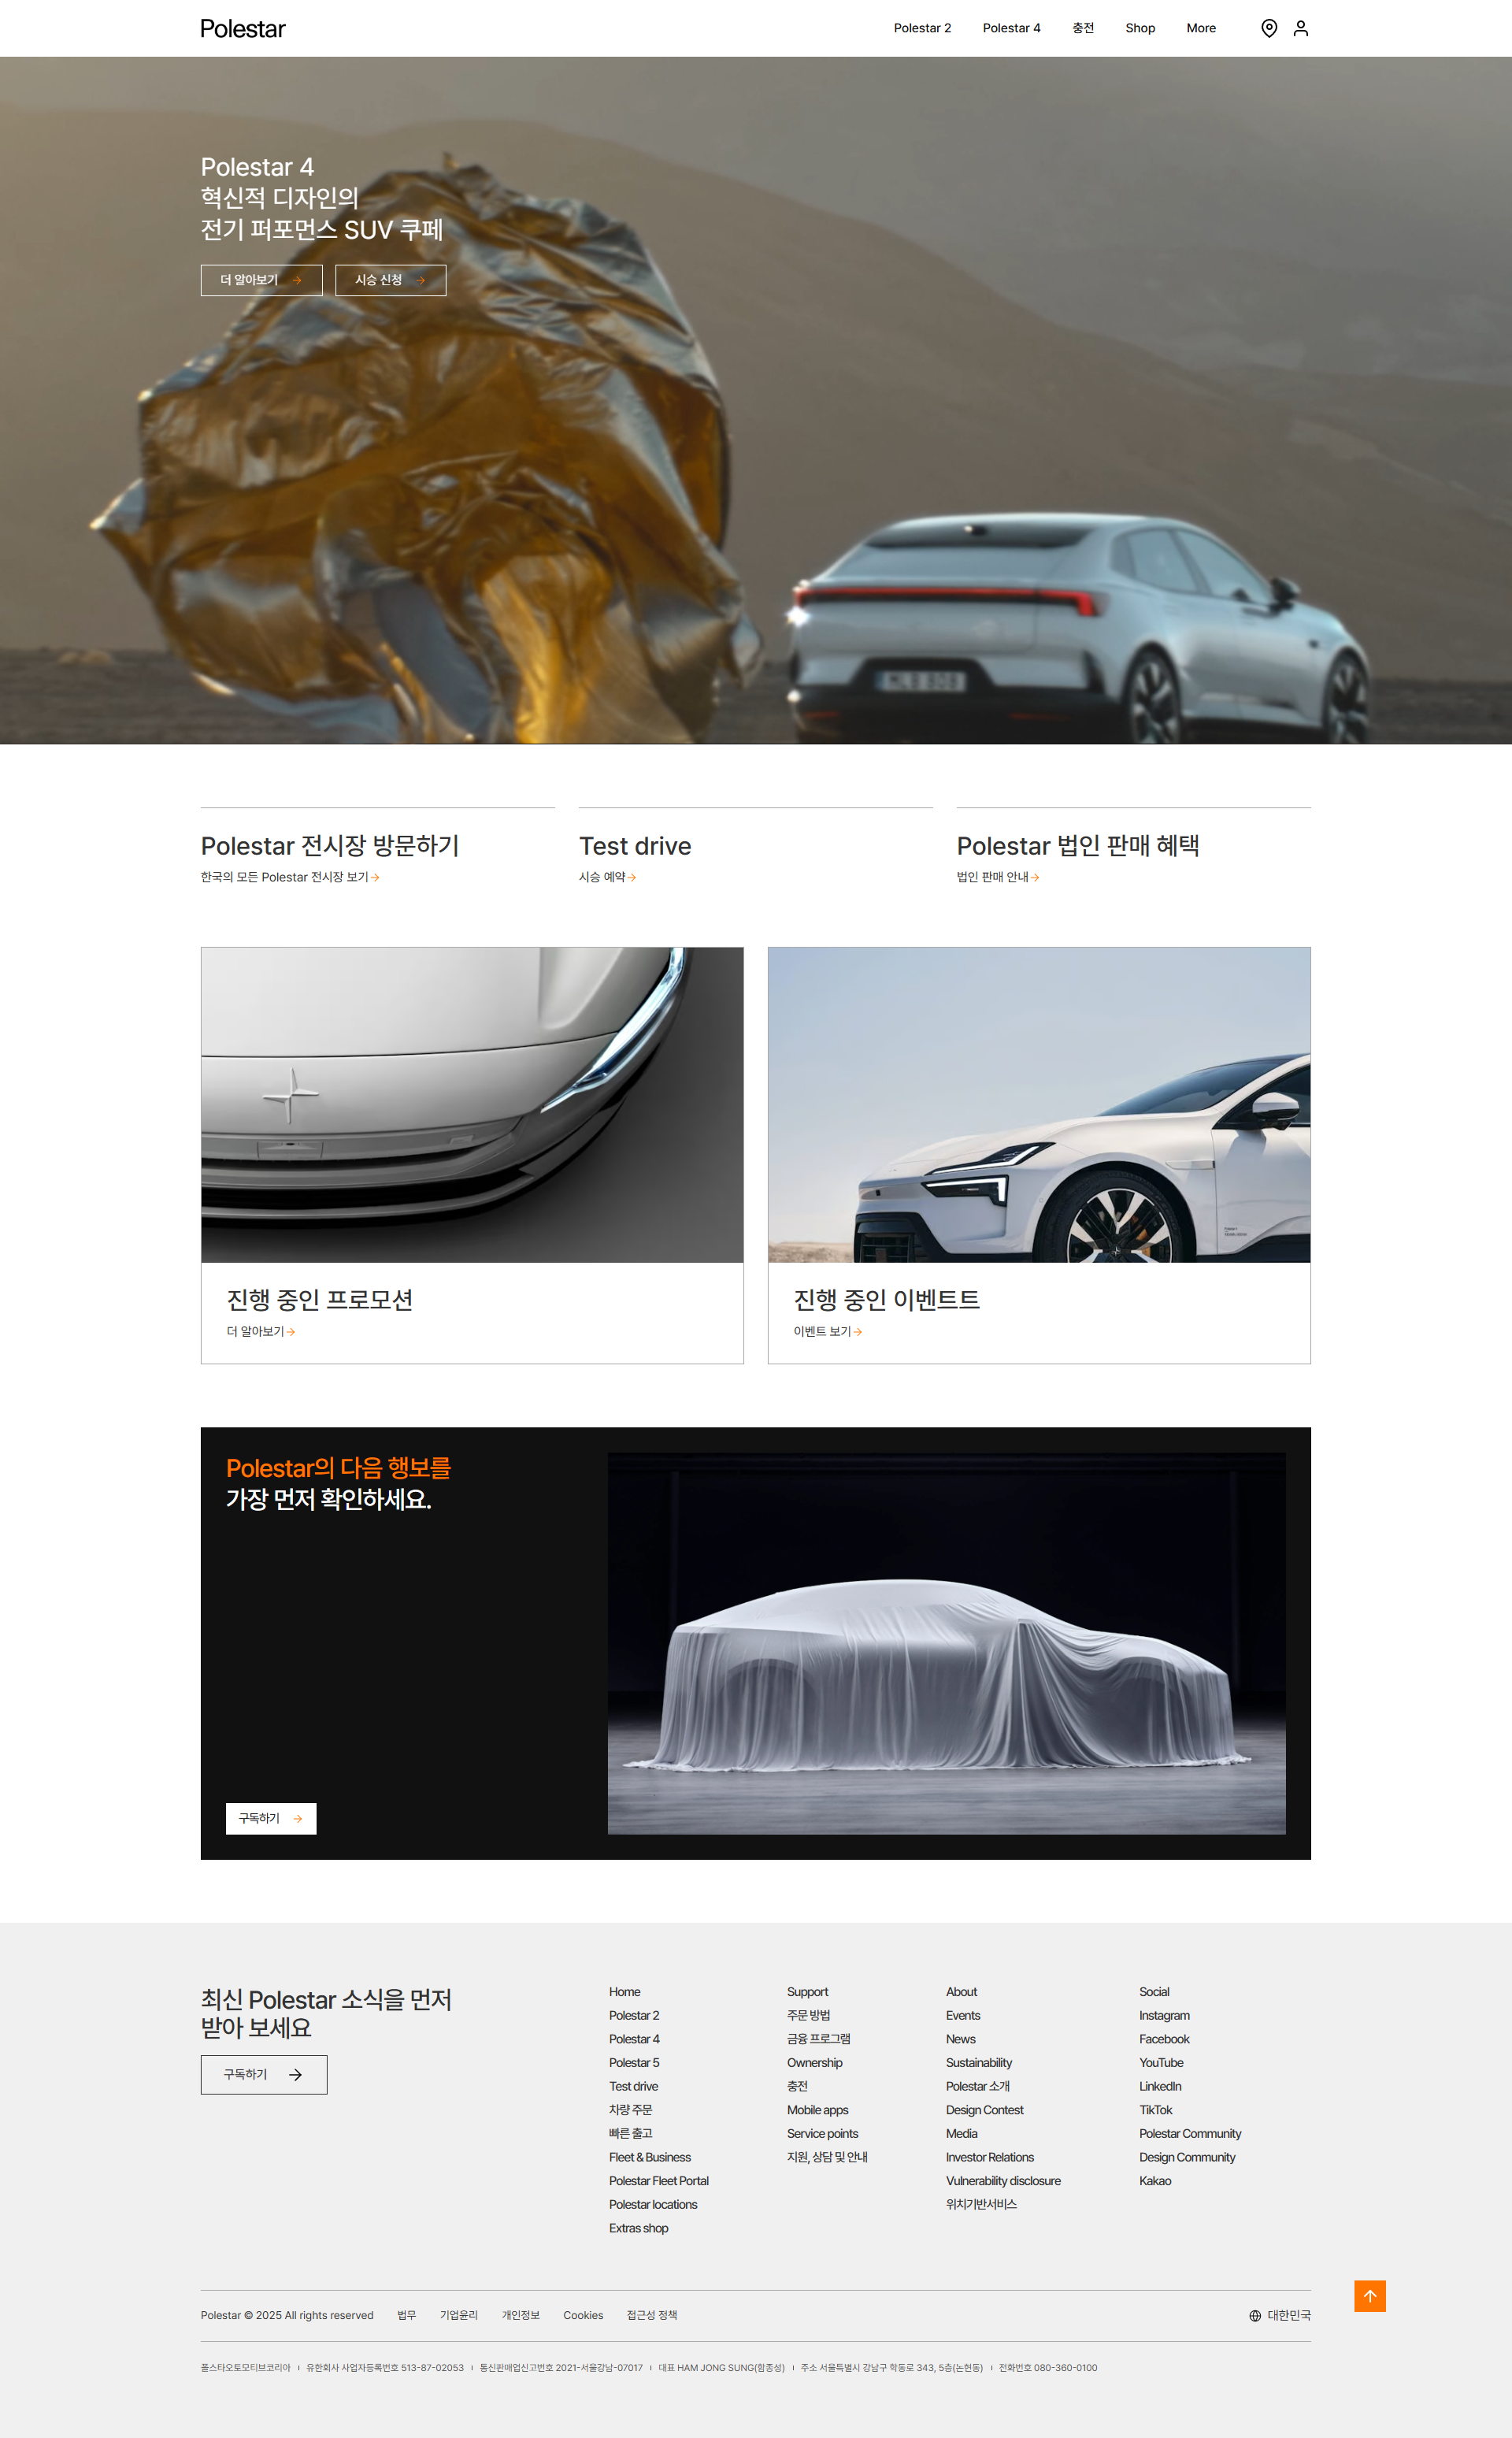 Polestar
Polestar 2
Polestar 4
충전
Shop
More
Polestar 4
혁신적 디자인의
전기 퍼포먼스 SUV 쿠페
더 알아보기
시승 신청
Polestar 전시장 방문하기
한국의 모든 Polestar 전시장 보기
Test drive
시승 예약
Polestar 법인 판매 혜택
법인 판매 안내
진행 중인 프로모션
더 알아보기
진행 중인 이벤트트
이벤트 보기
Polestar의 다음 행보를
가장 먼저 확인하세요.
구독하기
최신 Polestar 소식을 먼저
받아 보세요
구독하기
Home
Polestar 2
Polestar 4
Polestar 5
Test drive
차량 주문
빠른 출고
Fleet & Business
Polestar Fleet Portal
Polestar locations
Extras shop
Support
주문 방법
금융 프로그램
Ownership
충전
Mobile apps
Service points
지원, 상담 및 안내
About
Events
News
Sustainability
Polestar 소개
Design Contest
Media
Investor Relations
Vulnerability disclosure
위치기반서비스
Social
Instagram
Facebook
YouTube
LinkedIn
TikTok
Polestar Community
Design Community
Kakao
Polestar © 2025 All rights reserved 법무 기업윤리 개인정보 Cookies 접근성 정책 대한민국
폴스타오토모티브코리아 | 유한회사 사업자등록번호 513-87-02053 | 통신판매업신고번호 2021-서울강남-07017 | 대표 HAM JONG SUNG(함종성) | 주소 서울특별시 강남구 학동로 343, 5층(논현동) | 전화번호 080-360-0100